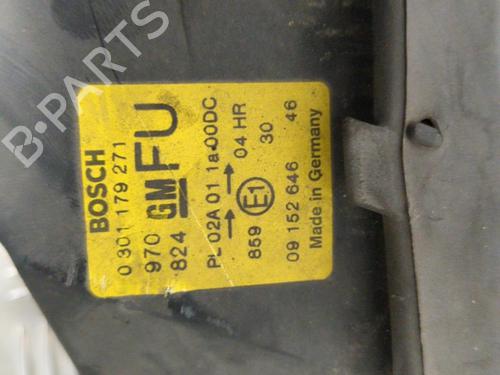 BOSCH
0 301 179 271
970 GM FU
824
PL 02A 01 1a 00DC
→ → 04 HR
859 E1 30 46
09 152 646
Made in Germany
B-PARTS